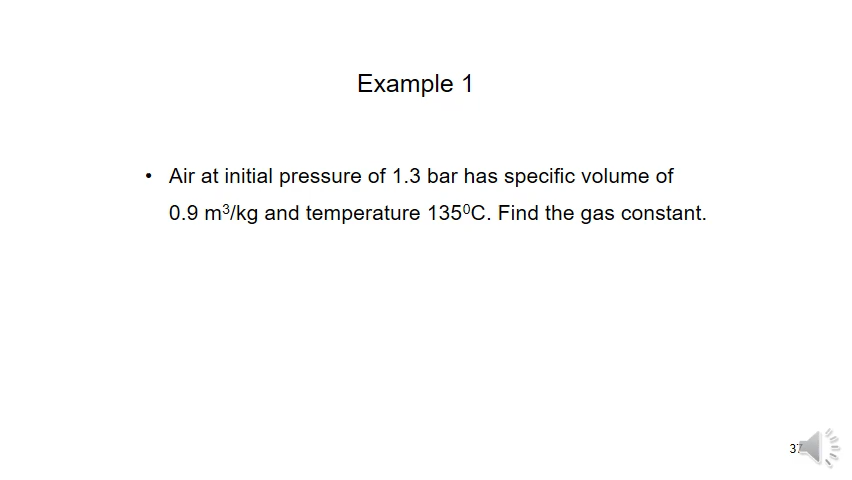 Example 1
• Air at initial pressure of 1.3 bar has specific volume of
0.9 m³/kg and temperature 135⁰C. Find the gas constant.
37